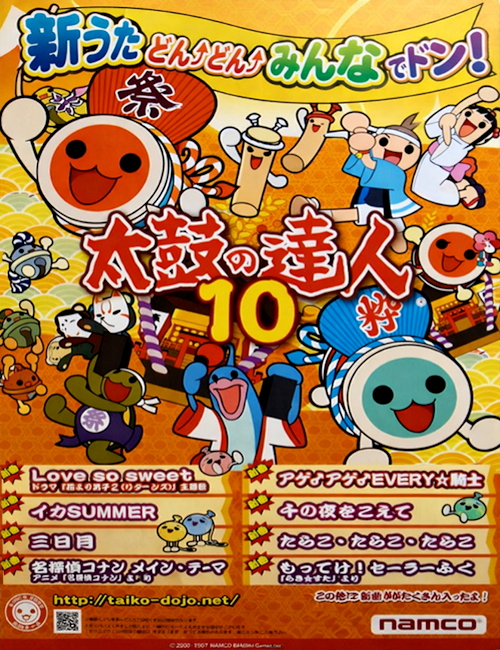 新うた どん♪どん♪ みんなでドン!
祭
太鼓の達人
10
粋
祭
Love so sweet
ドラマ「花より男子2(リターンズ)」主題歌
イカSUMMER
三日月
名探偵コナン メイン・テーマ
アニメ「名探偵コナン」より
アゲ♪アゲ♪EVERY☆騎士
千の夜をこえて
たらこ・たらこ・たらこ
もってけ!セーラーふく
「らき☆すた」より
http://taiko-dojo.net/
この他にも新曲がたくさん入ったよ!
namco